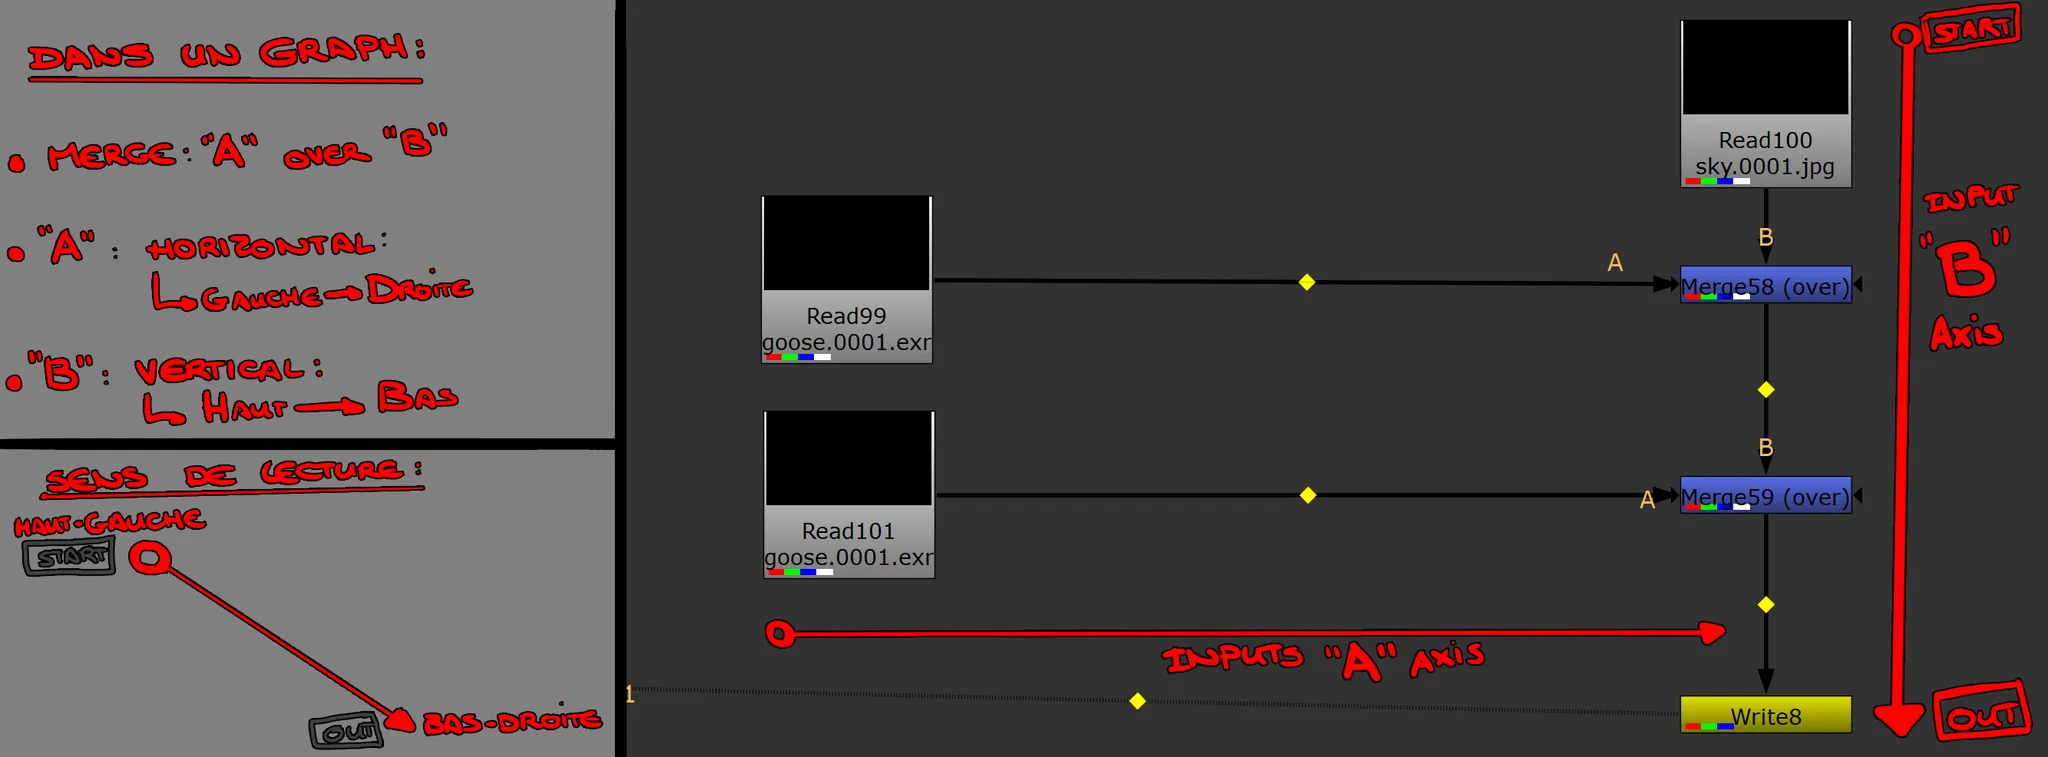 DANS UN GRAPH:
• MERGE: "A" OVER "B"
• "A": HORIZONTAL:
GAUCHE → DROITE
• "B": VERTICAL:
HAUT → BAS
SENS DE LECTURE:
HAUT-GAUCHE
START
OUT
BAS-DROITE
Read100
sky.0001.jpg
B
Read99
goose.0001.exr
A
Merge58 (over)
B
Read101
goose.0001.exr
A
Merge59 (over)
INPUTS "A" AXIS
1
Write8
START
INPUT
"B"
AXIS
OUT